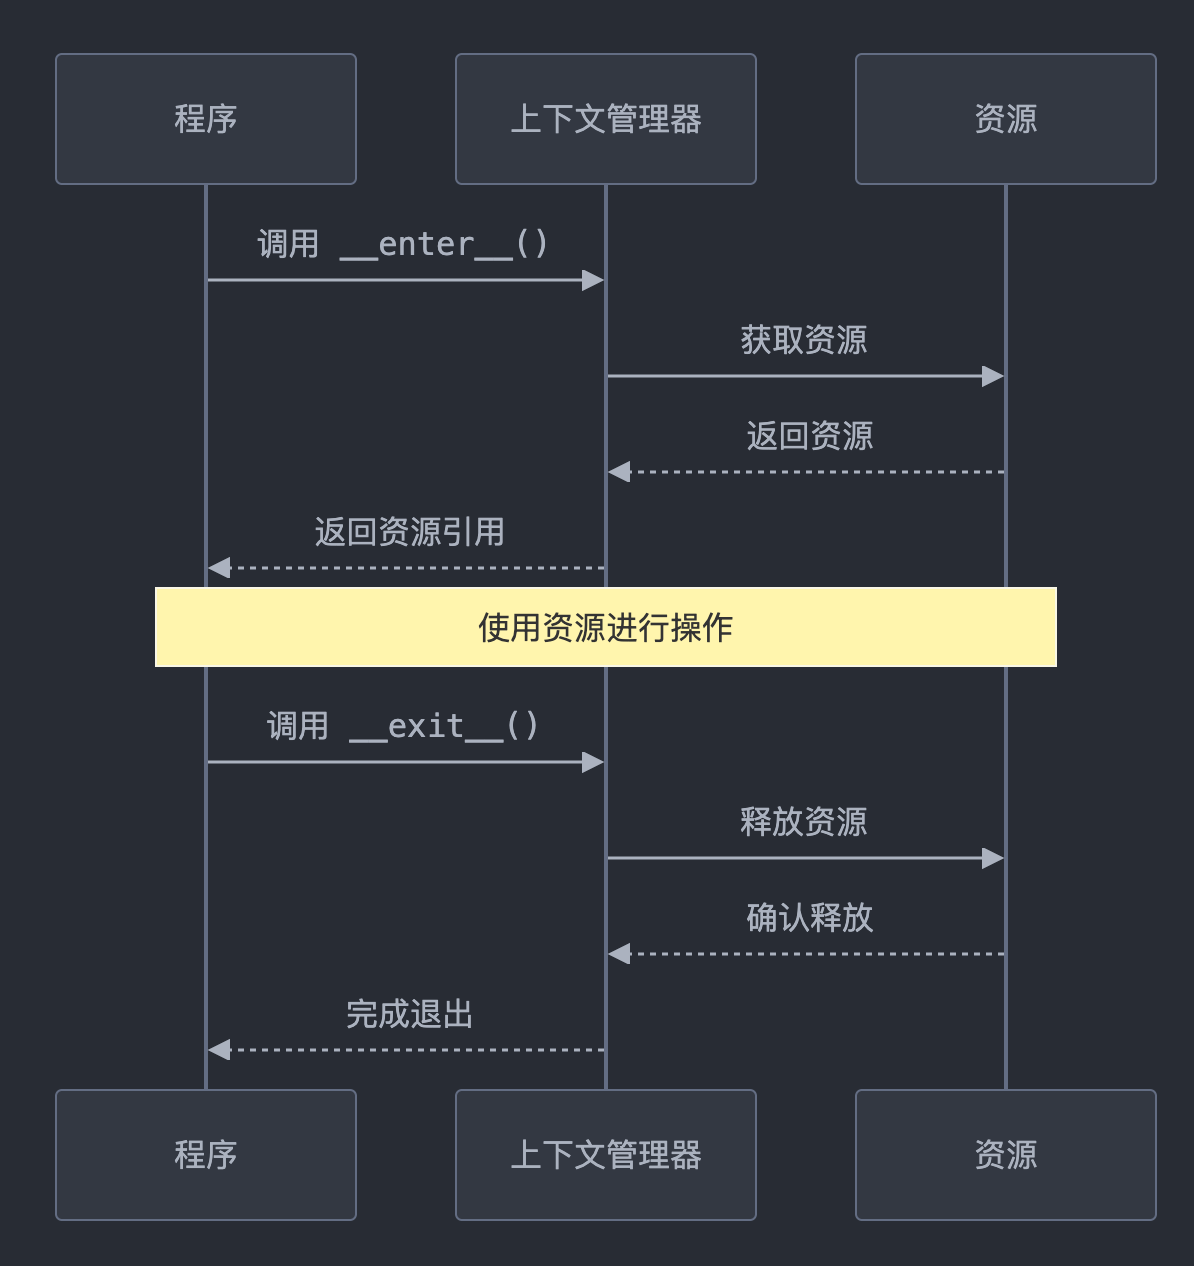 程序
上下文管理器
资源
调用 __enter__()
获取资源
返回资源
返回资源引用
使用资源进行操作
调用 __exit__()
释放资源
确认释放
完成退出
程序
上下文管理器
资源